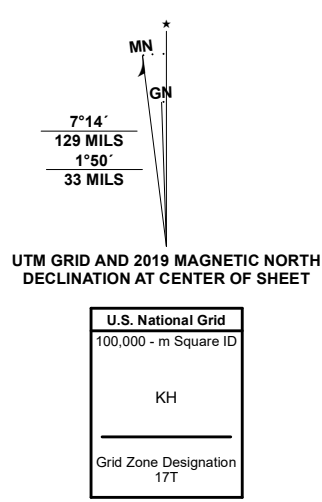 MN
GN
7°14´
129 MILS
1°50´
33 MILS
UTM GRID AND 2019 MAGNETIC NORTH
DECLINATION AT CENTER OF SHEET
U.S. National Grid
100,000 - m Square ID
KH
Grid Zone Designation
17T